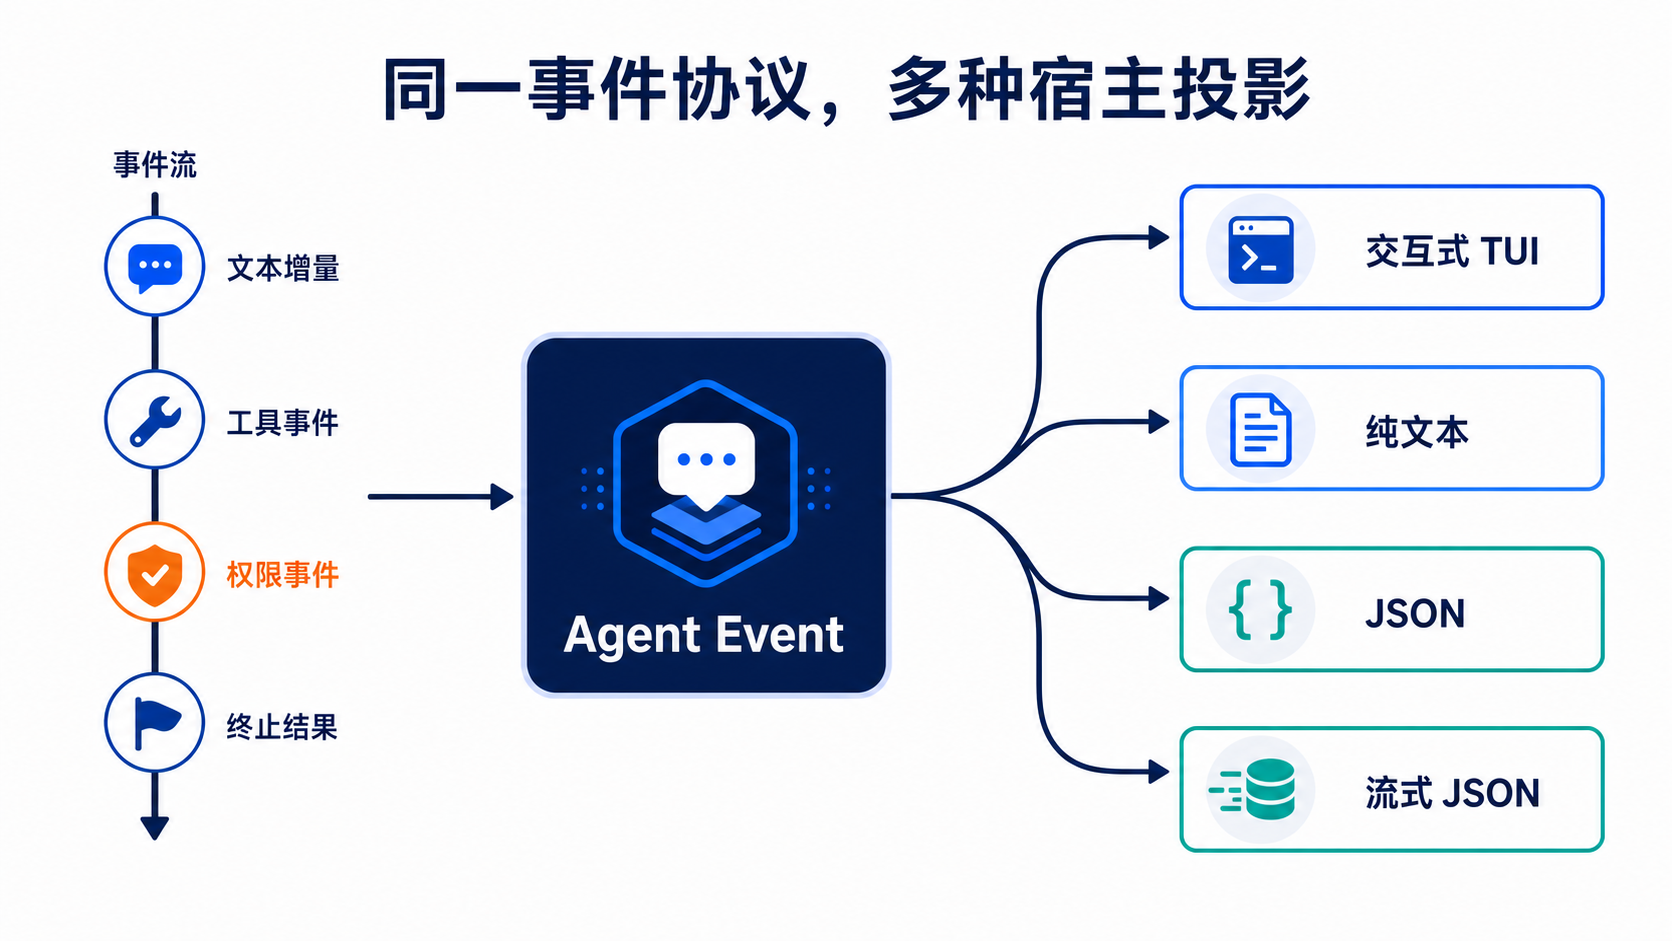 同一事件协议，多种宿主投影
事件流
文本增量
工具事件
权限事件
终止结果
Agent Event
交互式 TUI
纯文本
JSON
流式 JSON